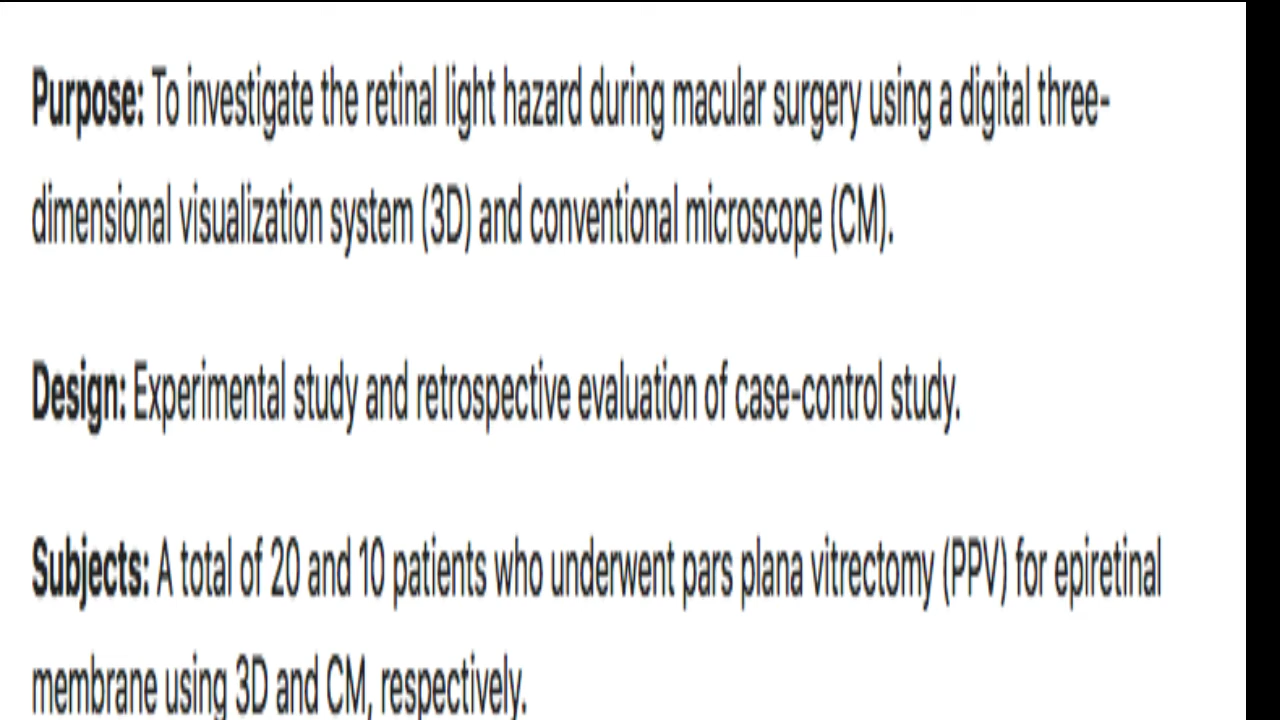 Purpose: To investigate the retinal light hazard during macular surgery using a digital three-
dimensional visualization system (3D) and conventional microscope (CM).
Design: Experimental study and retrospective evaluation of case-control study.
Subjects: A total of 20 and 10 patients who underwent pars plana vitrectomy (PPV) for epiretinal
membrane using 3D and CM, respectively.